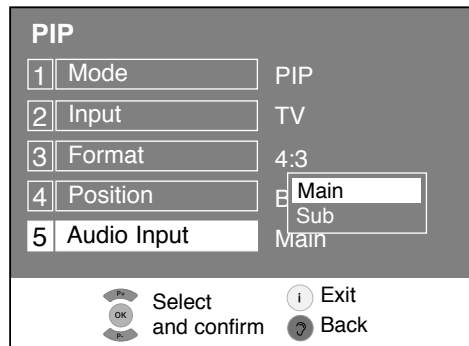 PIP
1 Mode PIP
2 Input TV
3 Format 4:3
4 Position B
Main
Sub
5 Audio Input Main
P+
OK
P-
Select
and confirm
i Exit
Back